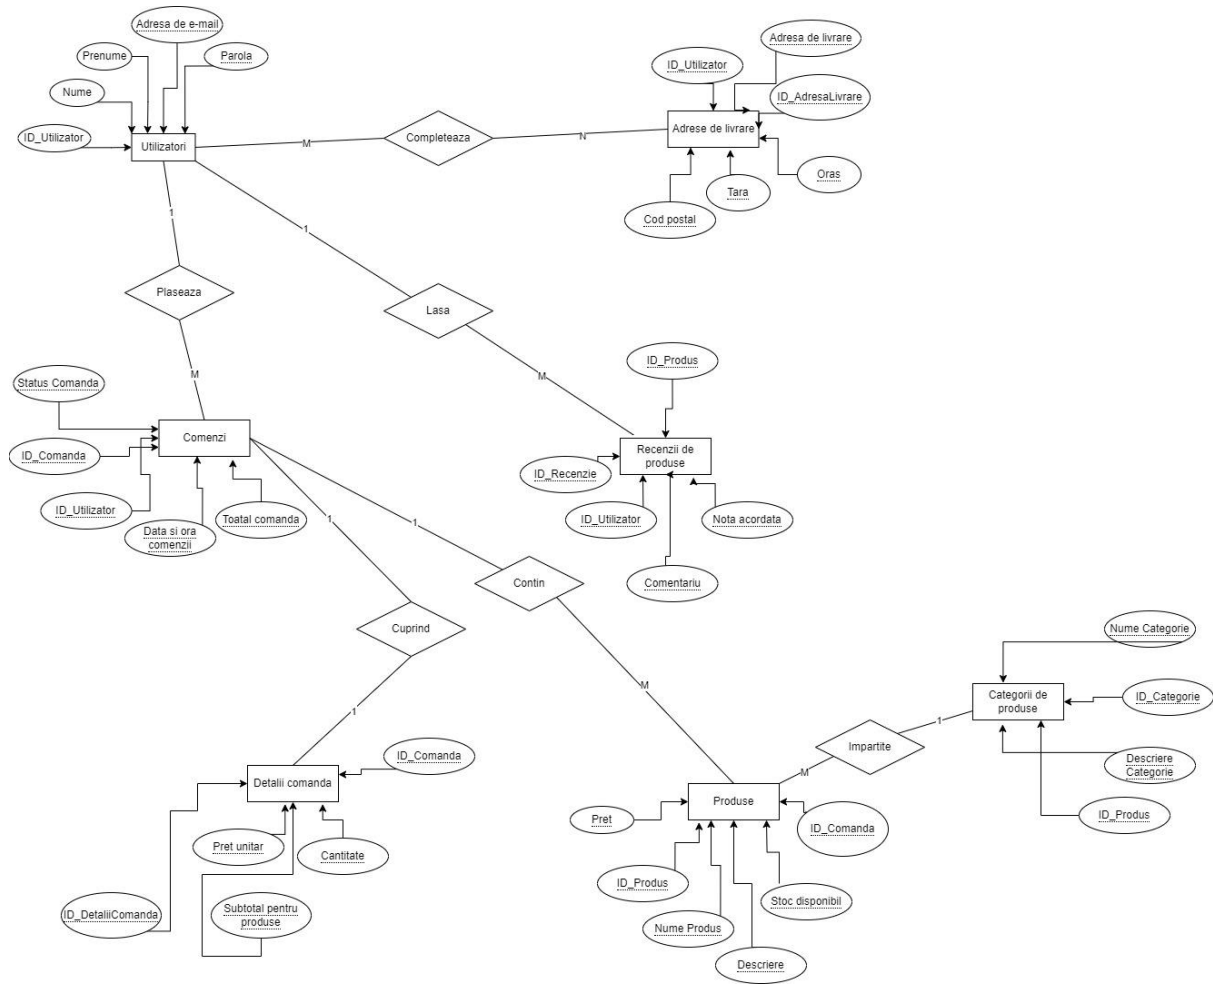 Adresa de e-mail
Prenume
Parola
Nume
ID_Utilizator
Utilizatori
M
Completeaza
N
Adresa de livrare
ID_Utilizator
ID_AdresaLivrare
Adrese de livrare
Oras
Tara
Cod postal
1
Plaseaza
M
1
Lasa
M
Status Comanda
Comenzi
ID_Comanda
ID_Utilizator
Data si ora
comenzii
Toatal comanda
ID_Produs
Recenzii de
produse
ID_Recenzie
ID_Utilizator
Nota acordata
Comentariu
1
Cuprind
1
1
Contin
M
ID_Comanda
Detalii comanda
Pret unitar
Cantitate
ID_DetaliiComanda
Subtotal pentru
produse
Produse
Pret
ID_Comanda
ID_Produs
Stoc disponibil
Nume Produs
Descriere
M
Impartite
1
Nume Categorie
Categorii de
produse
ID_Categorie
Descriere
Categorie
ID_Produs